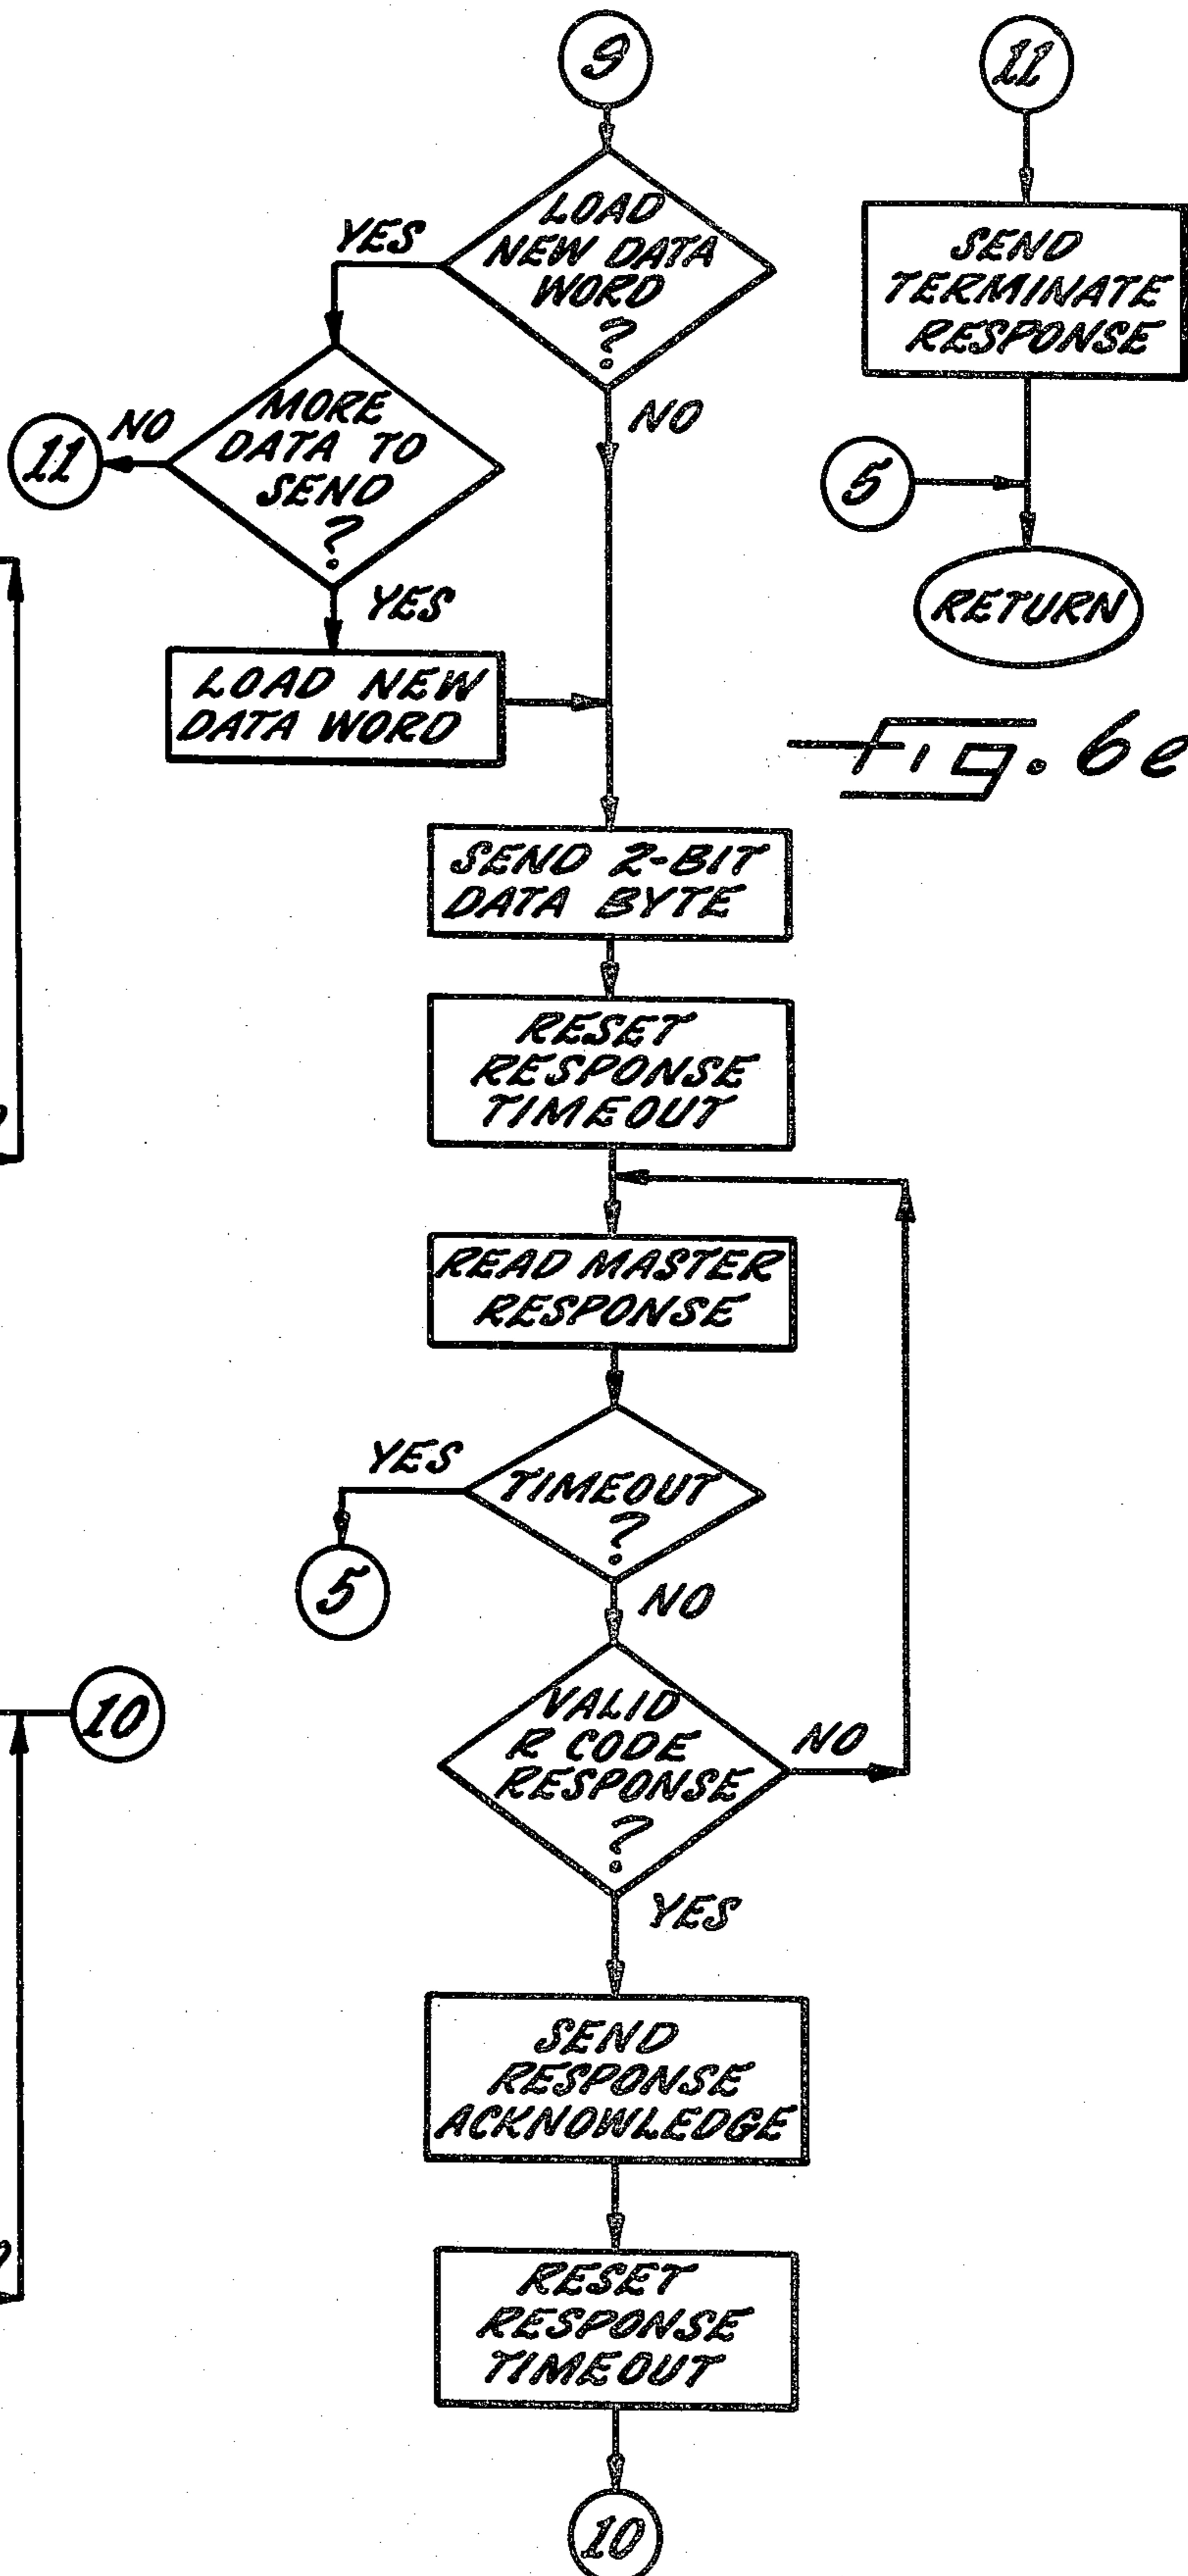 9
LOAD
NEW DATA
WORD
?
YES
NO
MORE
DATA TO
SEND
?
NO
11
YES
LOAD NEW
DATA WORD
SEND 2-BIT
DATA BYTE
RESET
RESPONSE
TIMEOUT
READ MASTER
RESPONSE
TIMEOUT
?
YES
5
NO
VALID
R CODE
RESPONSE
?
NO
YES
SEND
RESPONSE
ACKNOWLEDGE
RESET
RESPONSE
TIMEOUT
10
11
SEND
TERMINATE
RESPONSE
5
RETURN
Fig. 6e
10